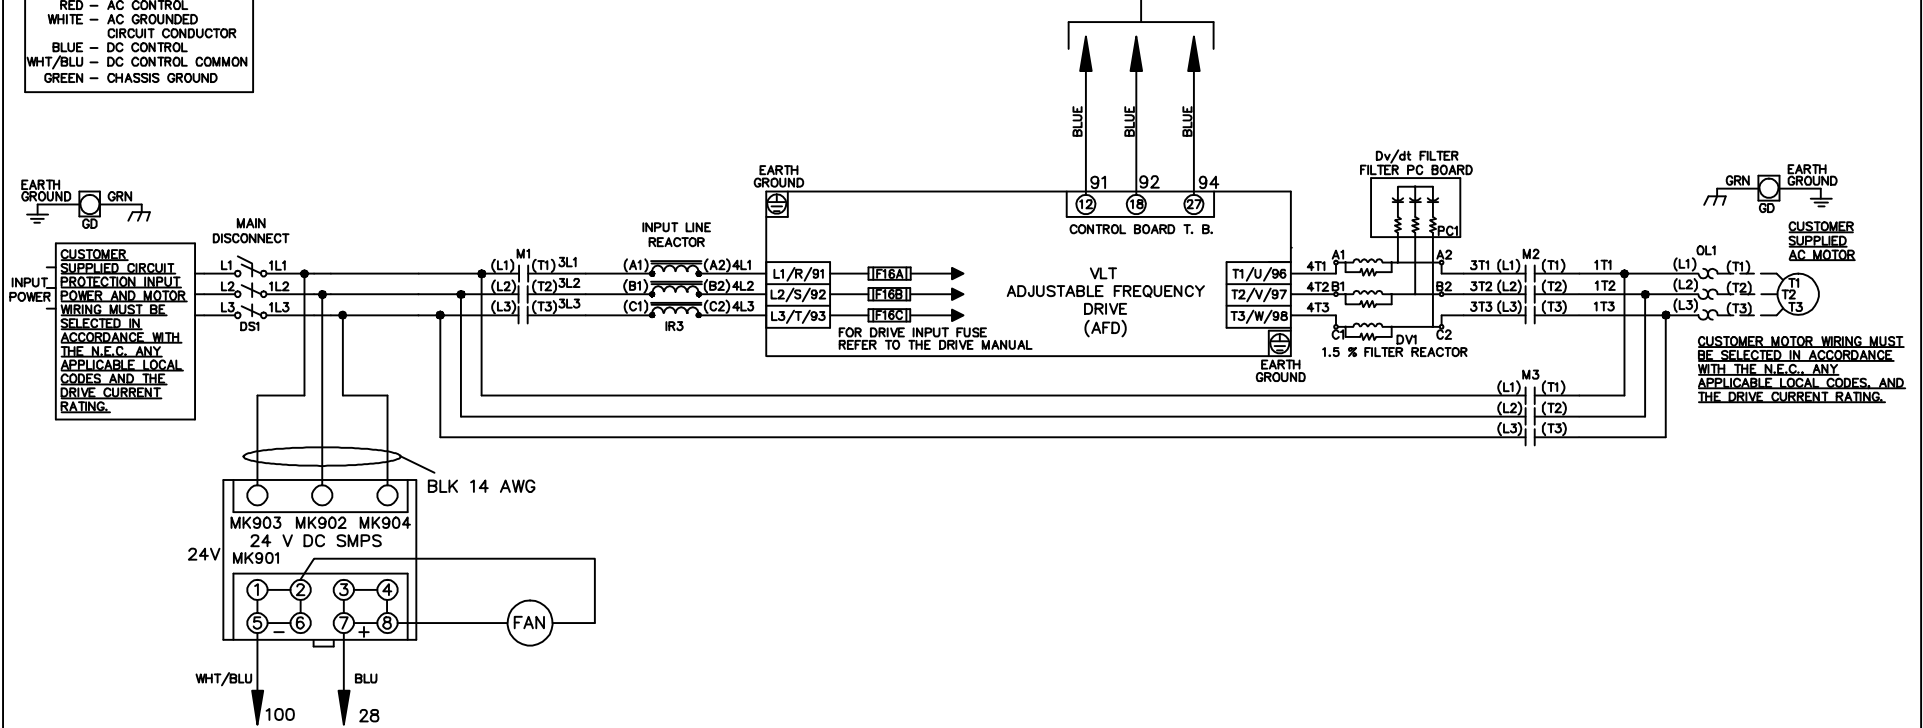 RED – AC CONTROL
WHITE – AC GROUNDED
CIRCUIT CONDUCTOR
BLUE – DC CONTROL
WHT/BLU – DC CONTROL COMMON
GREEN – CHASSIS GROUND
BLUE
BLUE
BLUE
91
92
94
12
18
27
CONTROL BOARD T. B.
EARTH
GROUND
GRN
GD
INPUT
POWER
CUSTOMER
SUPPLIED CIRCUIT
PROTECTION INPUT
POWER AND MOTOR
WIRING MUST BE
SELECTED IN
ACCORDANCE WITH
THE N.E.C. ANY
APPLICABLE LOCAL
CODES AND THE
DRIVE CURRENT
RATING.
MAIN
DISCONNECT
L1 1L1
L2 1L2
L3 1L3
DS1
M1
(L1) (T1) 3L1
(L2) (T2) 3L2
(L3) (T3) 3L3
INPUT LINE
REACTOR
(A1) (A2) 4L1
(B1) (B2) 4L2
(C1) (C2) 4L3
IR3
EARTH
GROUND
L1/R/91
L2/S/92
L3/T/93
F16A
F16B
F16C
FOR DRIVE INPUT FUSE
REFER TO THE DRIVE MANUAL
VLT
ADJUSTABLE FREQUENCY
DRIVE
(AFD)
T1/U/96
T2/V/97
T3/W/98
EARTH
GROUND
Dv/dt FILTER
FILTER PC BOARD
PC1
4T1 A1 A2
4T2 B1 B2
4T3 C1 C2
DV1
1.5 % FILTER REACTOR
M2
3T1 (L1) (T1) 1T1
3T2 (L2) (T2) 1T2
3T3 (L3) (T3) 1T3
M3
(L1) (T1)
(L2) (T2)
(L3) (T3)
GRN
GD
EARTH
GROUND
CUSTOMER
SUPPLIED
AC MOTOR
OL1
(L1) (T1)
(L2) (T2)
(L3) (T3)
T1
T2
T3
CUSTOMER MOTOR WIRING MUST
BE SELECTED IN ACCORDANCE
WITH THE N.E.C., ANY
APPLICABLE LOCAL CODES, AND
THE DRIVE CURRENT RATING.
BLK 14 AWG
MK903 MK902 MK904
24 V DC SMPS
24V
MK901
1 2 3 4
5 – 6 7 + 8
FAN
WHT/BLU
BLU
100
28